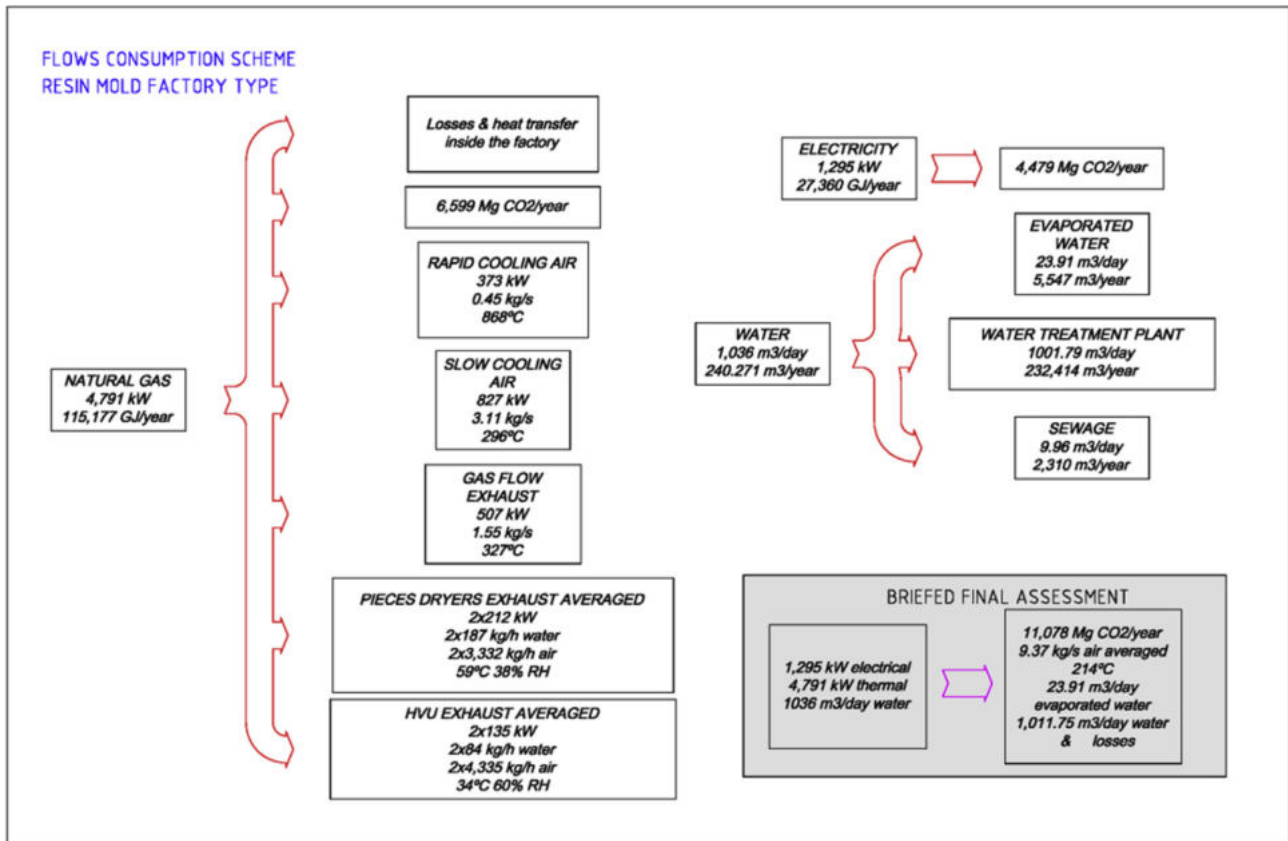 FLOWS CONSUMPTION SCHEME
RESIN MOLD FACTORY TYPE
NATURAL GAS
4,791 kW
115,177 GJ/year
Losses & heat transfer
inside the factory
6,599 Mg CO2/year
RAPID COOLING AIR
373 kW
0.45 kg/s
868ºC
SLOW COOLING
AIR
827 kW
3.11 kg/s
296ºC
GAS FLOW
EXHAUST
507 kW
1.55 kg/s
327ºC
PIECES DRYERS EXHAUST AVERAGED
2x212 kW
2x187 kg/h water
2x3,332 kg/h air
59ºC 38% RH
HVU EXHAUST AVERAGED
2x135 kW
2x84 kg/h water
2x4,335 kg/h air
34ºC 60% RH
ELECTRICITY
1,295 kW
27,360 GJ/year
4,479 Mg CO2/year
WATER
1,036 m3/day
240.271 m3/year
EVAPORATED
WATER
23.91 m3/day
5,547 m3/year
WATER TREATMENT PLANT
1001.79 m3/day
232,414 m3/year
SEWAGE
9.96 m3/day
2,310 m3/year
BRIEFED FINAL ASSESSMENT
1,295 kW electrical
4,791 kW thermal
1036 m3/day water
11,078 Mg CO2/year
9.37 kg/s air averaged
214ºC
23.91 m3/day
evaporated water
1,011.75 m3/day water
& losses